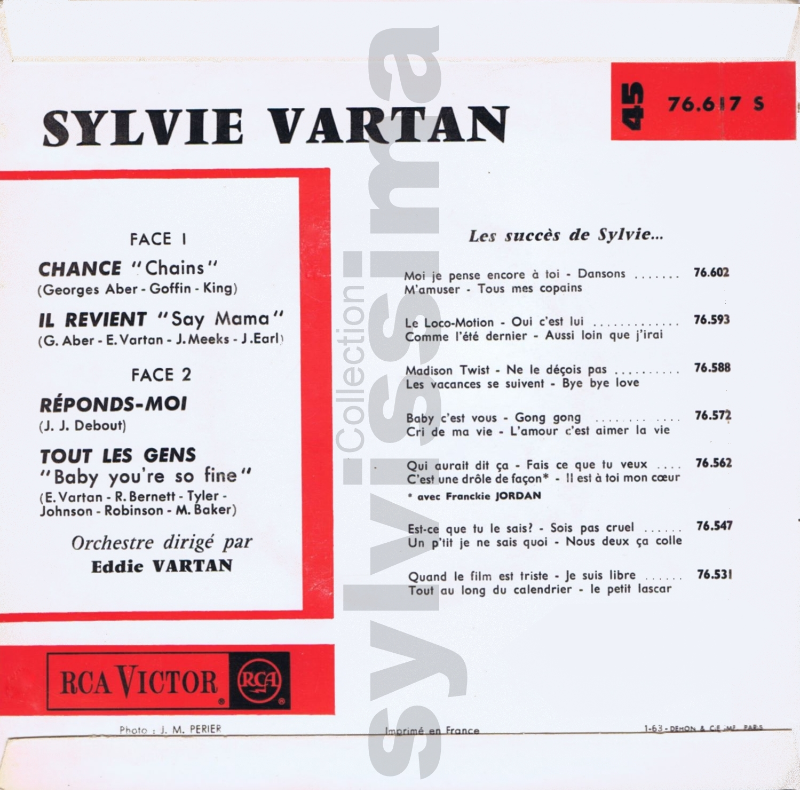 SYLVIE VARTAN
45 76.617 S
FACE 1
CHANCE "Chains"
(Georges Aber - Goffin - King)
IL REVIENT "Say Mama"
(G. Aber - E. Vartan - J. Meeks - J. Earl)
FACE 2
RÉPONDS-MOI
(J. J. Debout)
TOUT LES GENS
"Baby you're so fine"
(E. Vartan - R. Bernett - Tyler -
Johnson - Robinson - M. Baker)
Orchestre dirigé par
Eddie VARTAN
Les succès de Sylvie...
Moi je pense encore à toi - Dansons ....... 76.602
M'amuser - Tous mes copains
Le Loco-Motion - Oui c'est lui ............. 76.593
Comme l'été dernier - Aussi loin que j'irai
Madison Twist - Ne le déçois pas .......... 76.588
Les vacances se suivent - Bye bye love
Baby c'est vous - Gong gong ............ 76.572
Cri de ma vie - L'amour c'est aimer la vie
Qui aurait dit ça - Fais ce que tu veux .... 76.562
C'est une drôle de façon* - Il est à toi mon cœur
* avec Franckie JORDAN
Est-ce que tu le sais? - Sois pas cruel ...... 76.547
Un p'tit je ne sais quoi - Nous deux ça colle
Quand le film est triste - Je suis libre ...... 76.531
Tout au long du calendrier - le petit lascar
RCA VICTOR
RCA
Photo : J. M. PERIER
Imprimé en France
1-63 - DEHON & Cie - PARIS
Collection
sylvissima